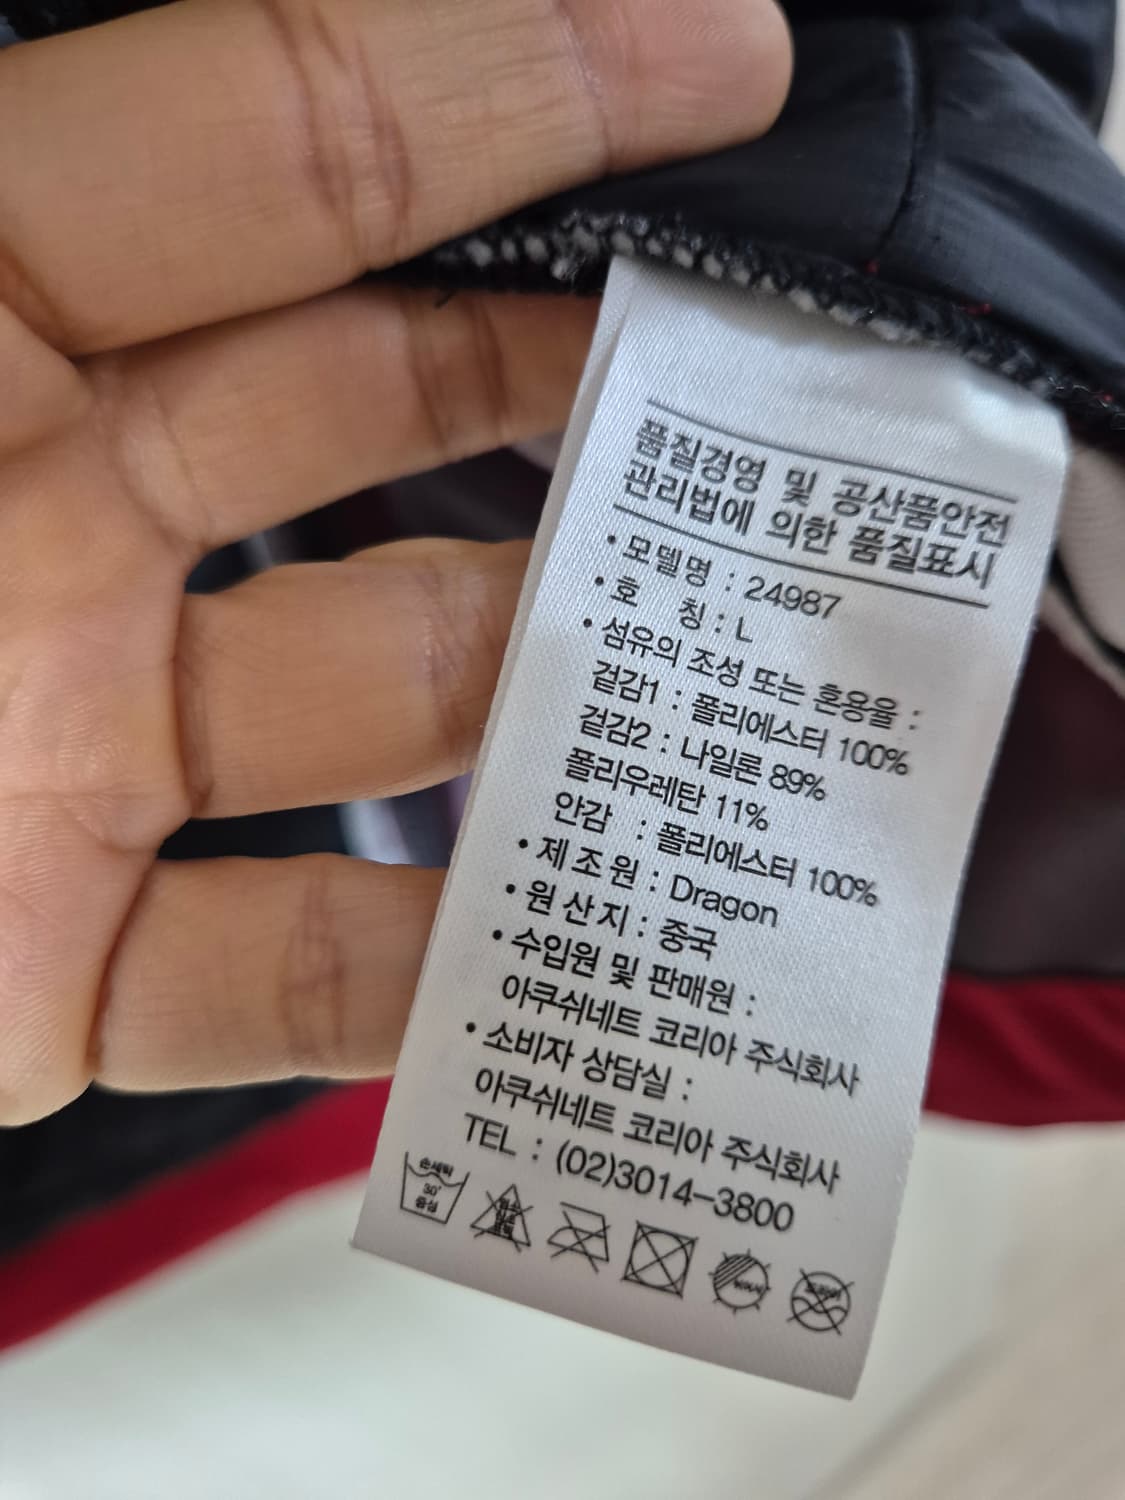 품질경영 및 공산품안전
관리법에 의한 품질표시
• 모델명 : 24987
• 호 칭 : L
• 섬유의 조성 또는 혼용율 :
겉감1 : 폴리에스터 100%
겉감2 : 나일론 89%
폴리우레탄 11%
안감 : 폴리에스터 100%
• 제조원 : Dragon
• 원산지 : 중국
• 수입원 및 판매원 :
아쿠쉬네트 코리아 주식회사
• 소비자 상담실 :
아쿠쉬네트 코리아 주식회사
TEL : (02)3014-3800
손세탁
30°
중성